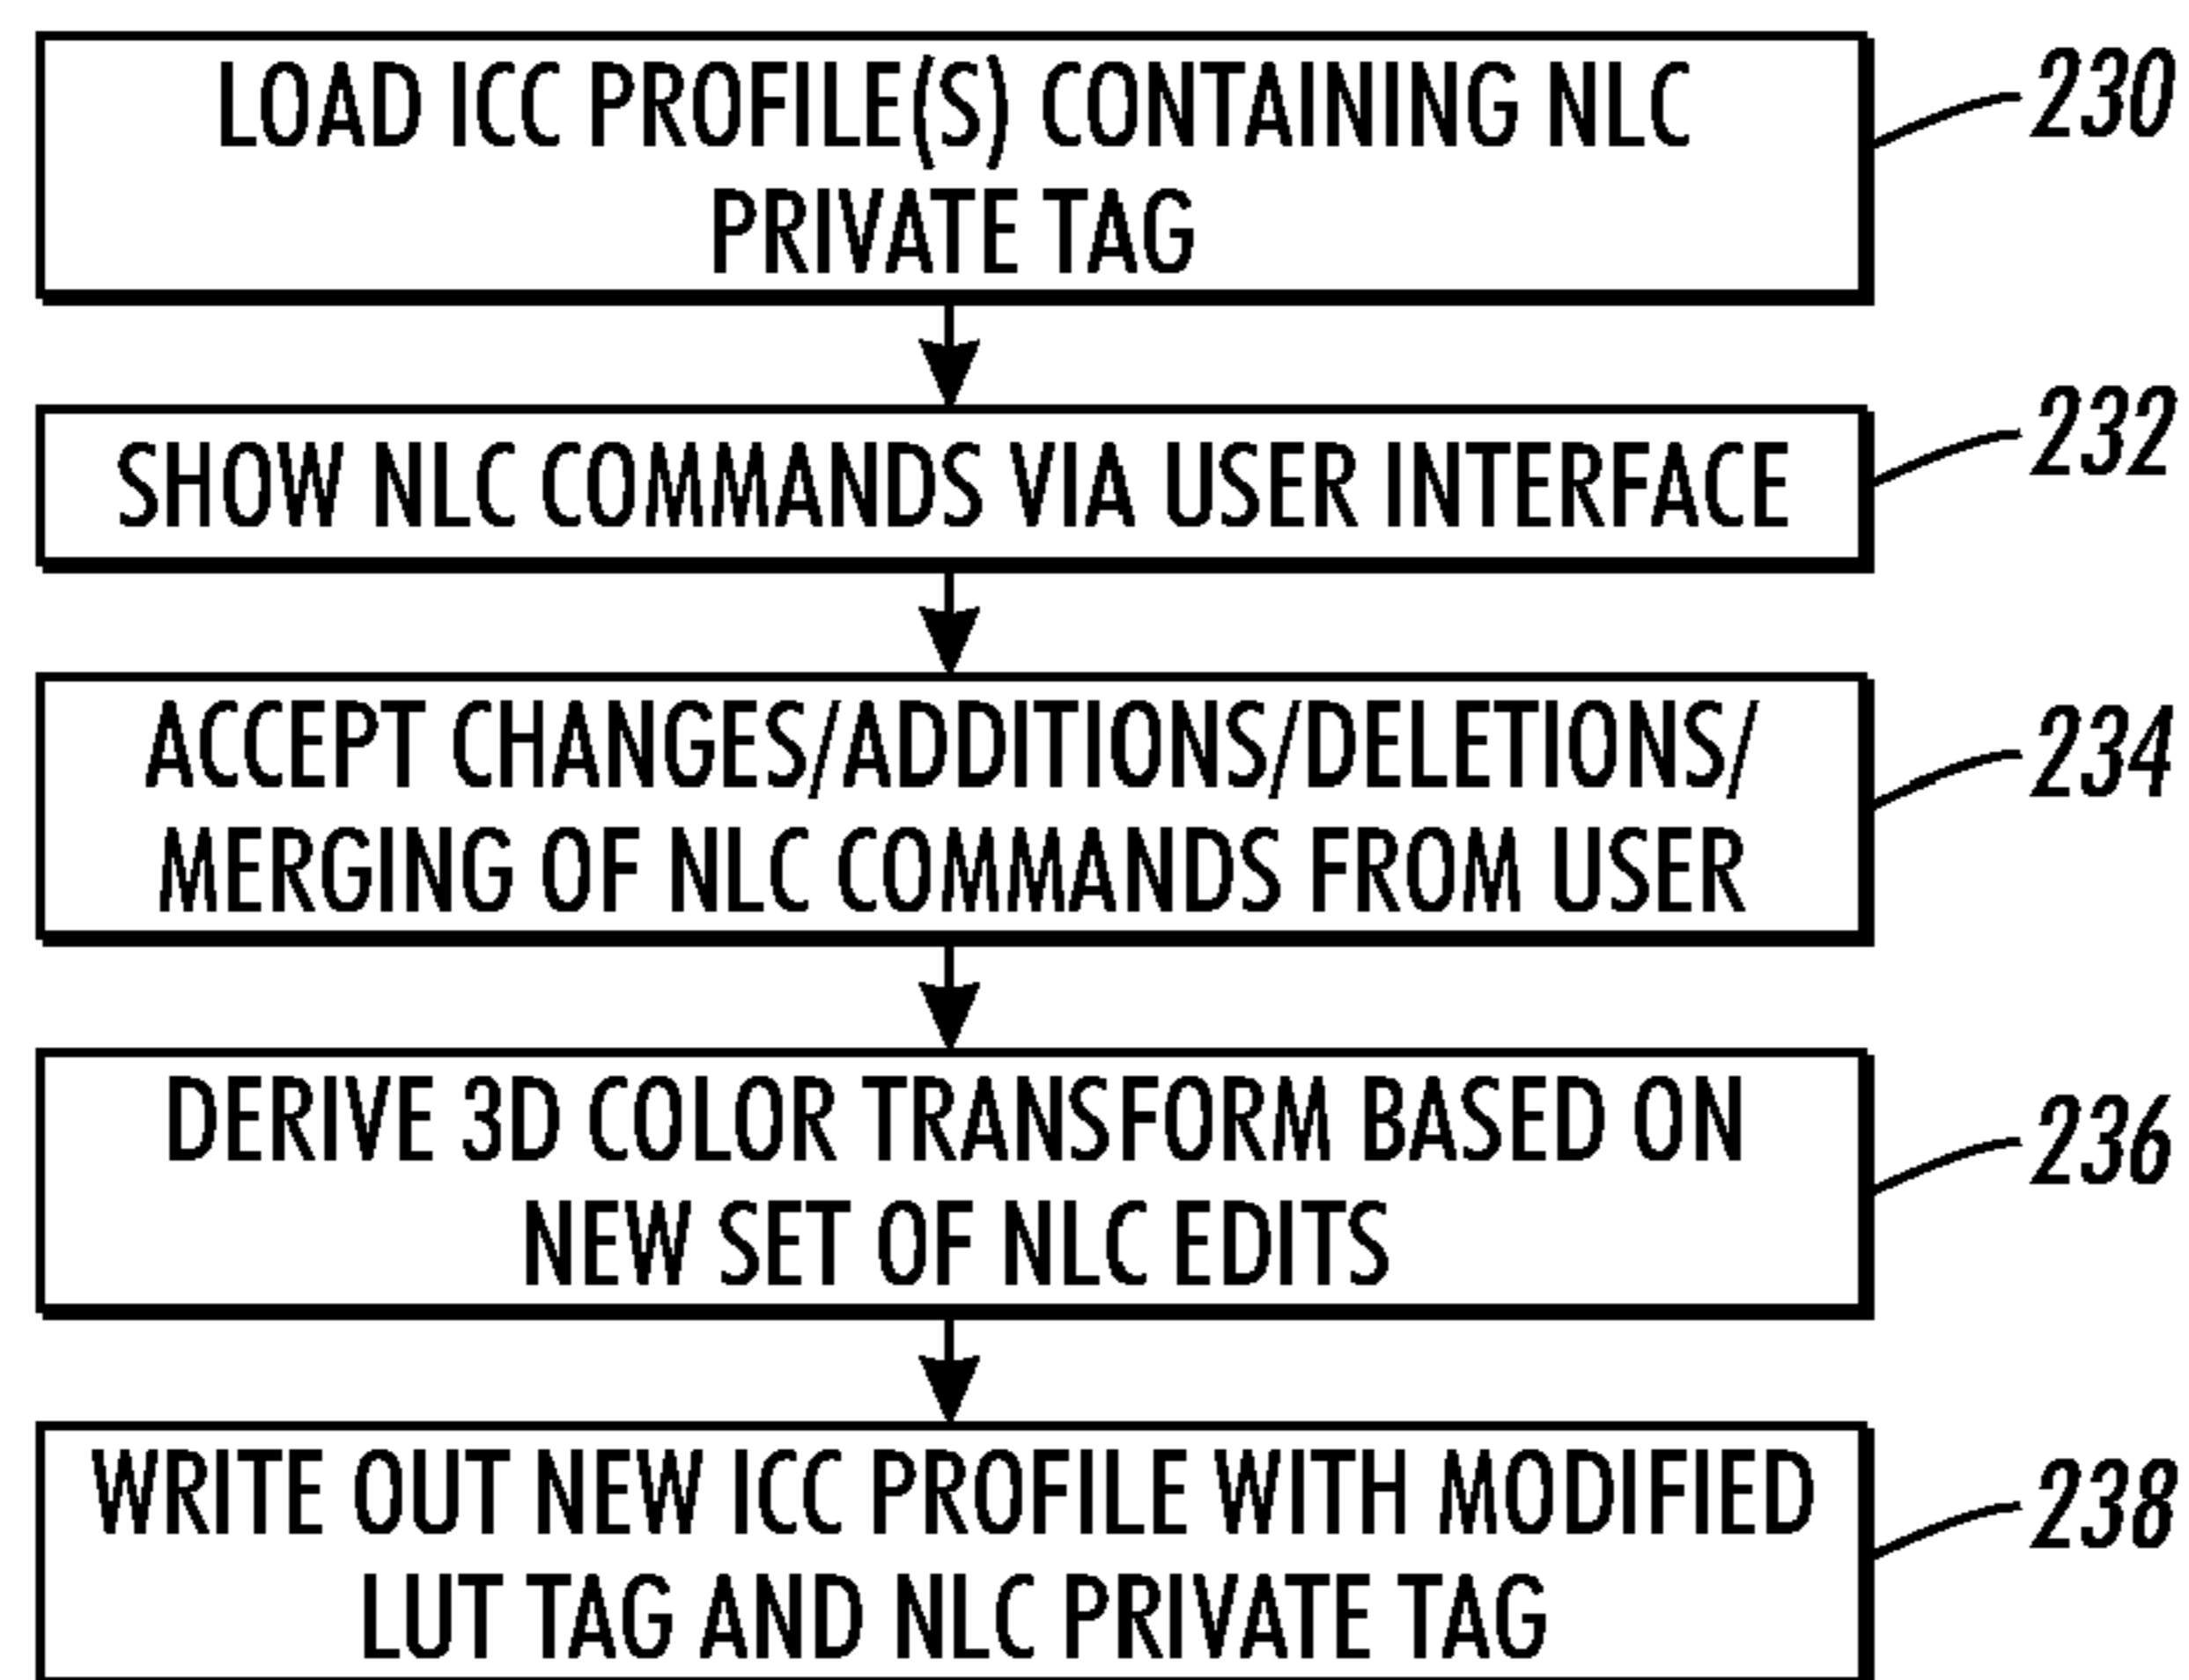 LOAD ICC PROFILE(S) CONTAINING NLC
PRIVATE TAG
230
SHOW NLC COMMANDS VIA USER INTERFACE
232
ACCEPT CHANGES/ADDITIONS/DELETIONS/
MERGING OF NLC COMMANDS FROM USER
234
DERIVE 3D COLOR TRANSFORM BASED ON
NEW SET OF NLC EDITS
236
WRITE OUT NEW ICC PROFILE WITH MODIFIED
LUT TAG AND NLC PRIVATE TAG
238